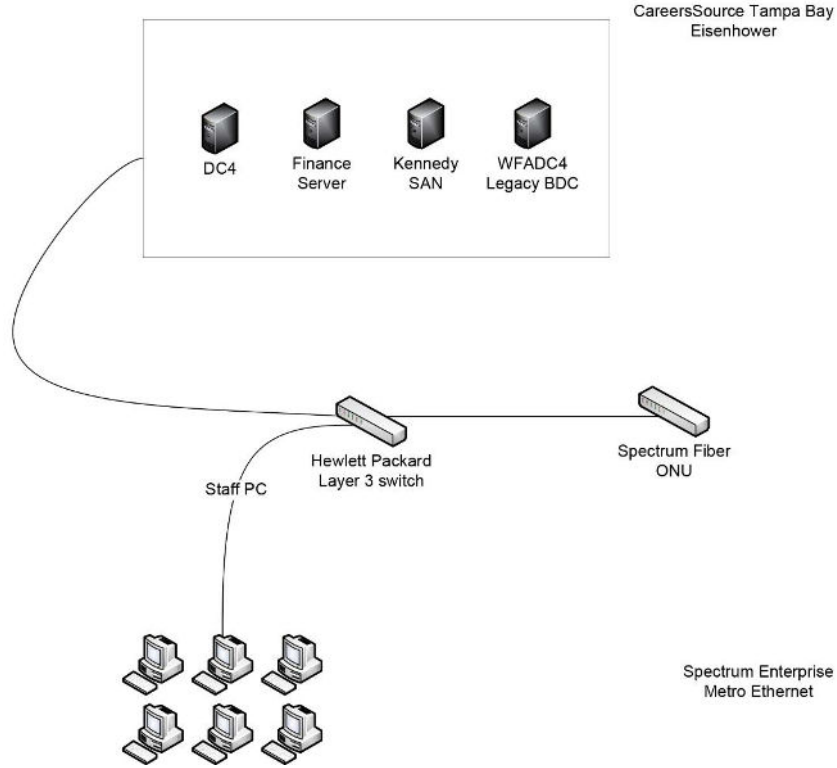 CareersSource Tampa Bay
Eisenhower
DC4
Finance
Server
Kennedy
SAN
WFADC4
Legacy BDC
Hewlett Packard
Layer 3 switch
Spectrum Fiber
ONU
Staff PC
Spectrum Enterprise
Metro Ethernet